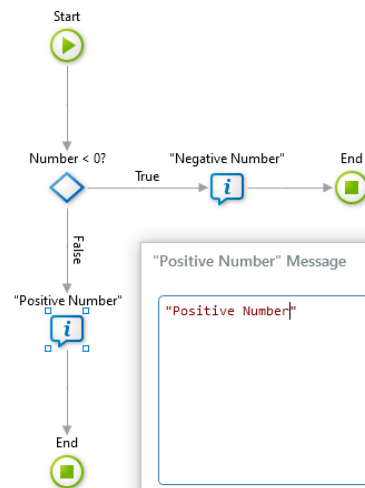 Start
Number < 0?
True
"Negative Number"
End
False
"Positive Number"
End
"Positive Number" Message
"Positive Number"